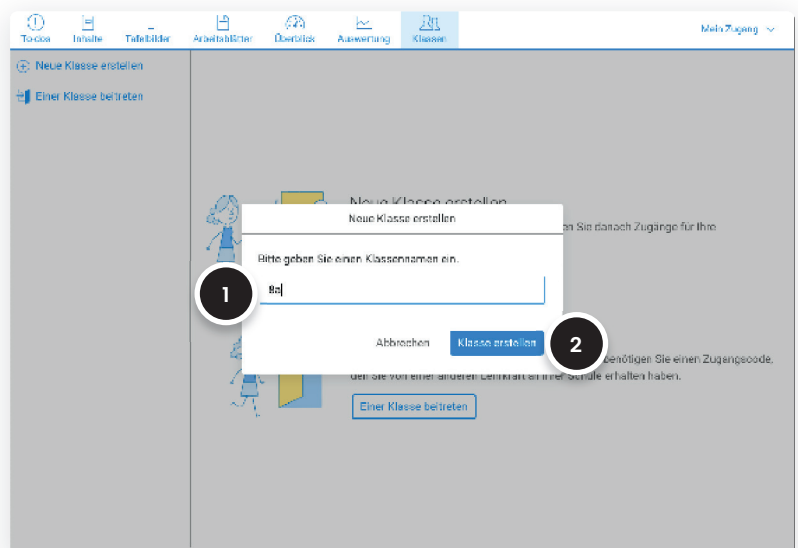 To-dos Inhalte Tafelbilder Arbeitsblätter Überblick Auswertung Klassen Mein Zugang
Neue Klasse erstellen
Einer Klasse beitreten
Neue Klasse erstellen
Neue Klasse erstellen
en Sie danach Zugänge für Ihre
Bitte geben Sie einen Klassennamen ein.
1
8a
Abbrechen Klasse erstellen
2
benötigen Sie einen Zugangscode,
den Sie von einer anderen Lehrkraft an Ihrer Schule erhalten haben.
Einer Klasse beitreten